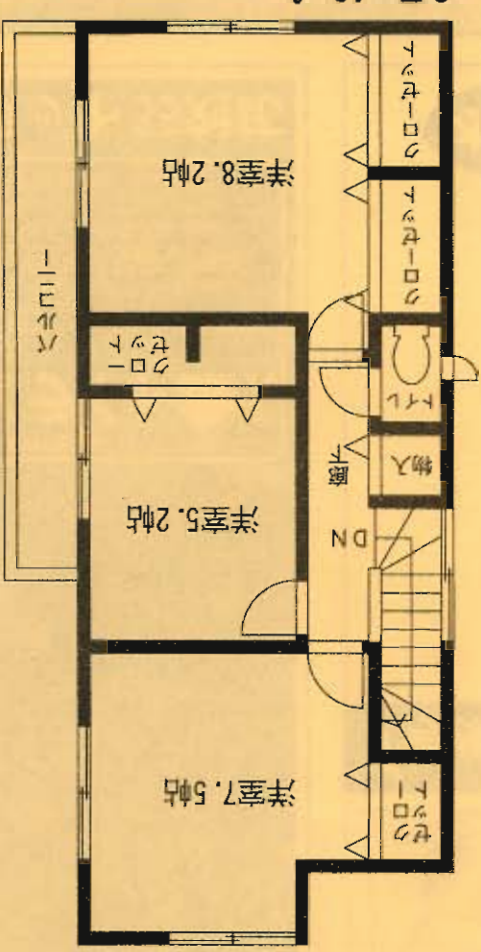 クロー
ゼット
洋室7.5帖
DN
洋室5.2帖
廊下
物入
トイレ
クロー
ゼット
バルコニー
クローゼット
クローゼット
洋室8.2帖